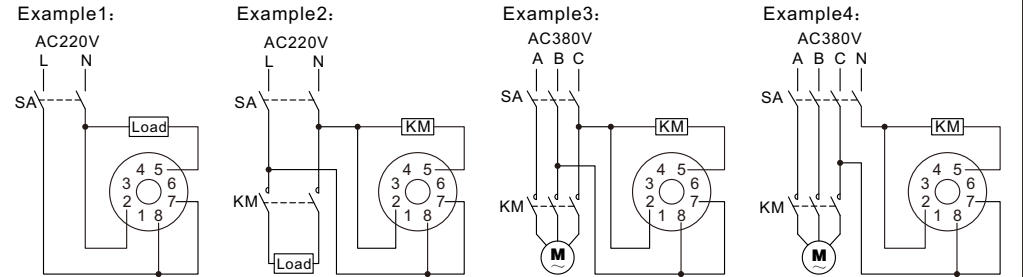 Example1:
AC220V
L N
SA
Load
4 5
3 6
2 7
1 8
Example2:
AC220V
L N
SA
KM
4 5
3 6
2 7
1 8
KM
Load
Example3:
AC380V
A B C
SA
KM
4 5
3 6
2 7
1 8
KM
M
~
Example4:
AC380V
A B C N
SA
KM
4 5
3 6
2 7
1 8
KM
M
~